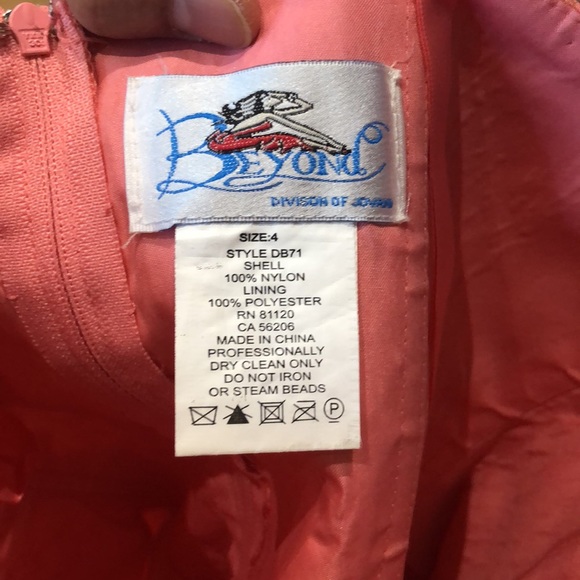 BEYOND
DIVISON OF JOVANI
SIZE:4
STYLE DB71
SHELL
100% NYLON
LINING
100% POLYESTER
RN 81120
CA 56206
MADE IN CHINA
PROFESSIONALLY
DRY CLEAN ONLY
DO NOT IRON
OR STEAM BEADS
P